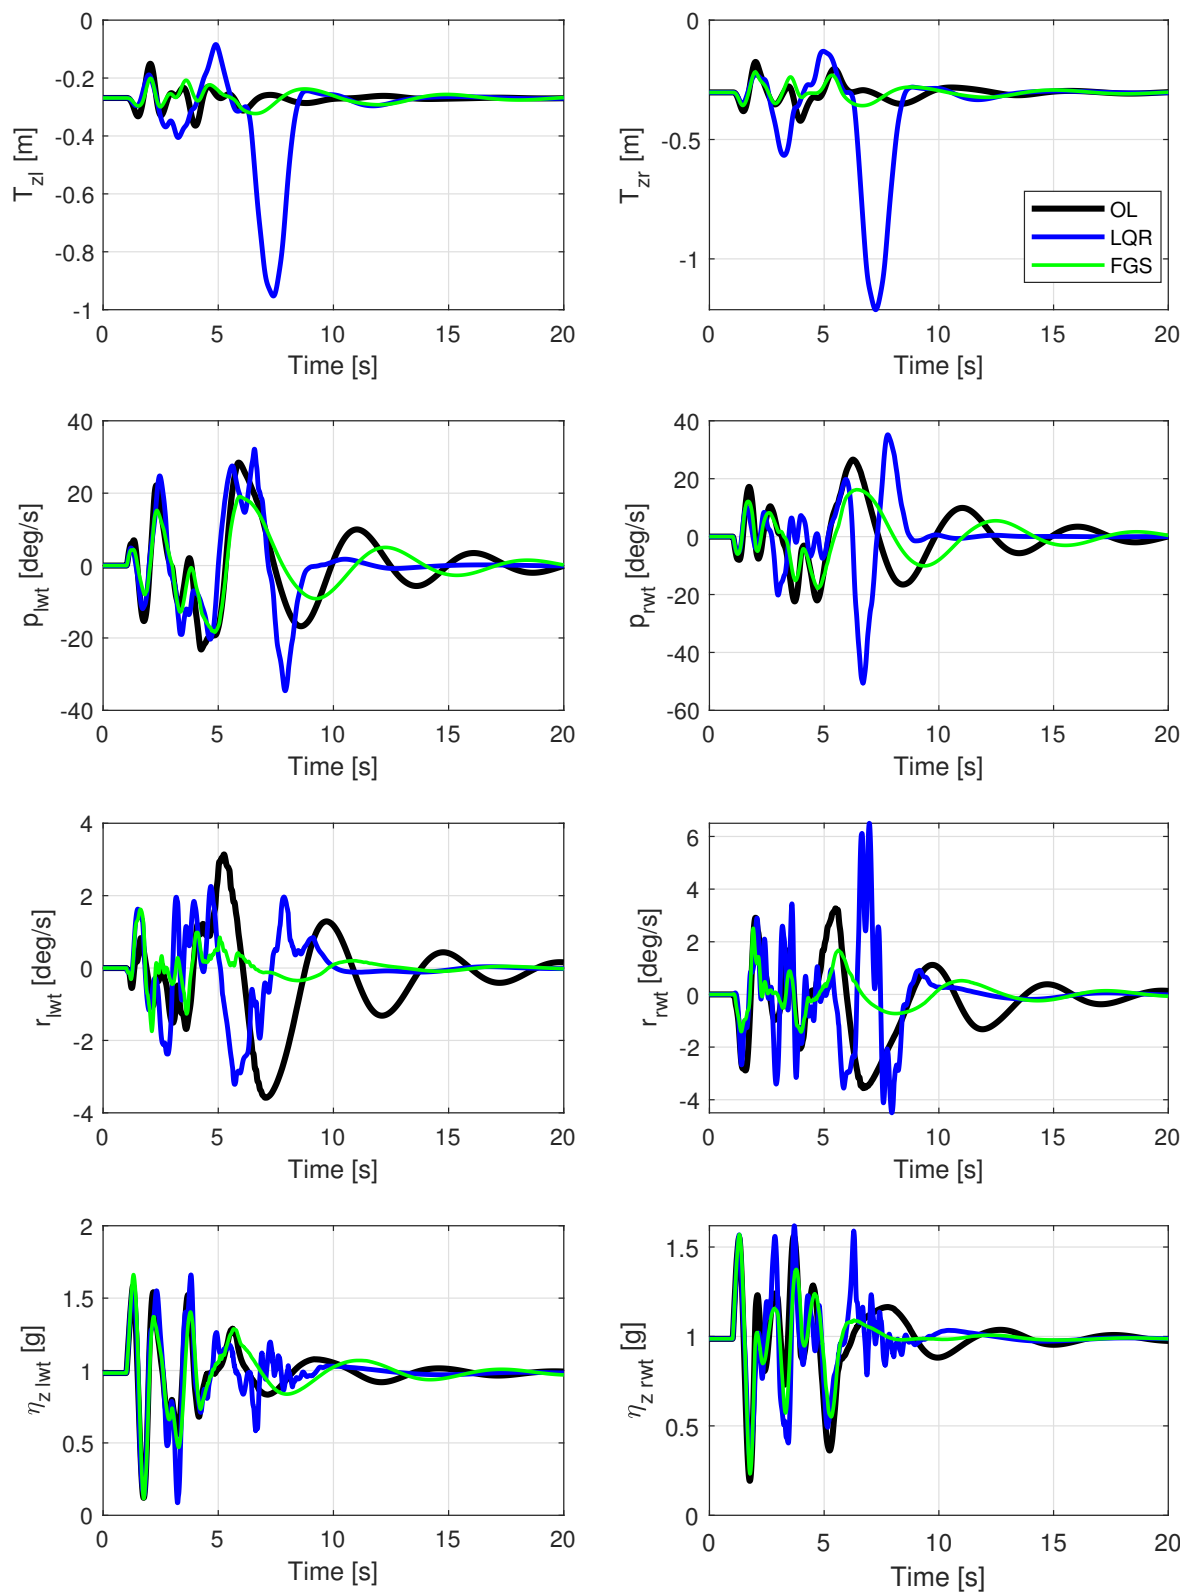 0
-0.2
-0.4
-0.6
-0.8
-1
T_zl [m]
0 5 10 15 20
Time [s]
0
-0.5
-1
T_zr [m]
OL
LQR
FGS
0 5 10 15 20
Time [s]
40
20
0
-20
-40
p_lwt [deg/s]
0 5 10 15 20
Time [s]
40
20
0
-20
-40
-60
p_rwt [deg/s]
0 5 10 15 20
Time [s]
4
2
0
-2
-4
r_lwt [deg/s]
0 5 10 15 20
Time [s]
6
4
2
0
-2
-4
r_rwt [deg/s]
0 5 10 15 20
Time [s]
2
1.5
1
0.5
0
η_z lwt [g]
0 5 10 15 20
Time [s]
1.5
1
0.5
0
η_z rwt [g]
0 5 10 15 20
Time [s]